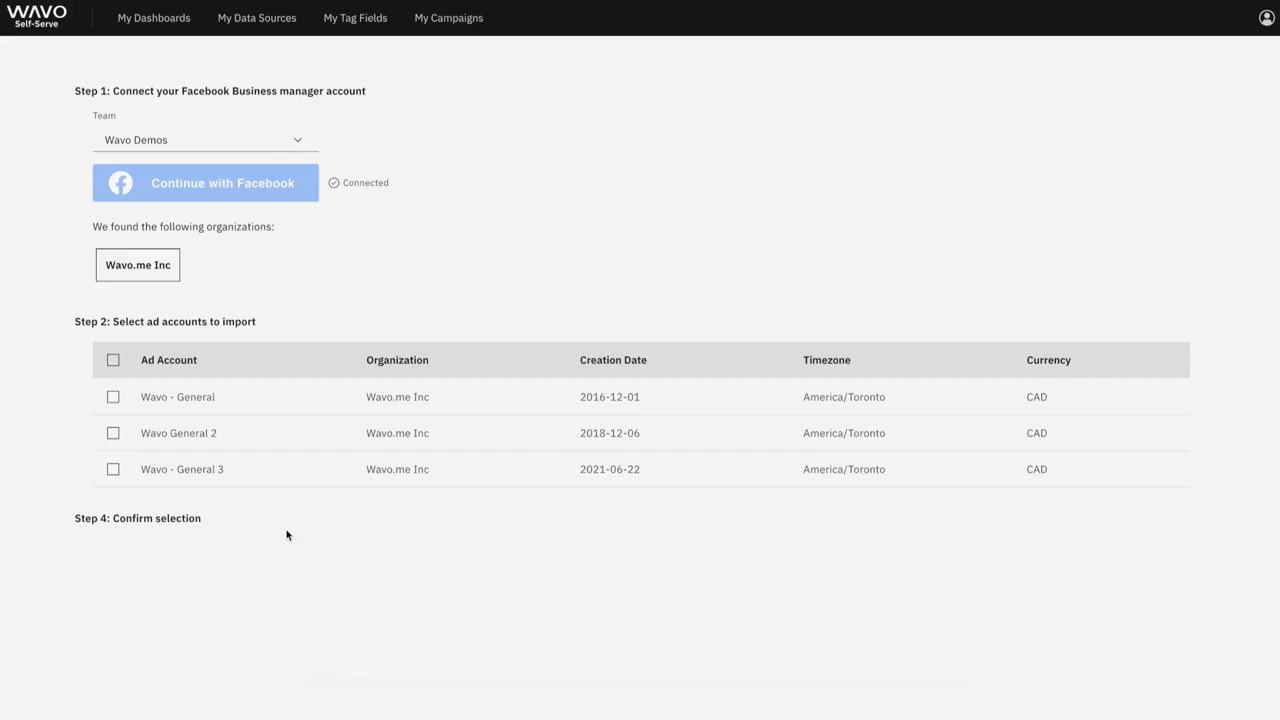 WAVO
Self-Serve
My Dashboards
My Data Sources
My Tag Fields
My Campaigns
Step 1: Connect your Facebook Business manager account
Team
Wavo Demos
Continue with Facebook
Connected
We found the following organizations:
Wavo.me Inc
Step 2: Select ad accounts to import
Ad Account Organization Creation Date Timezone Currency
Wavo - General Wavo.me Inc 2016-12-01 America/Toronto CAD
Wavo General 2 Wavo.me Inc 2018-12-06 America/Toronto CAD
Wavo - General 3 Wavo.me Inc 2021-06-22 America/Toronto CAD
Step 4: Confirm selection